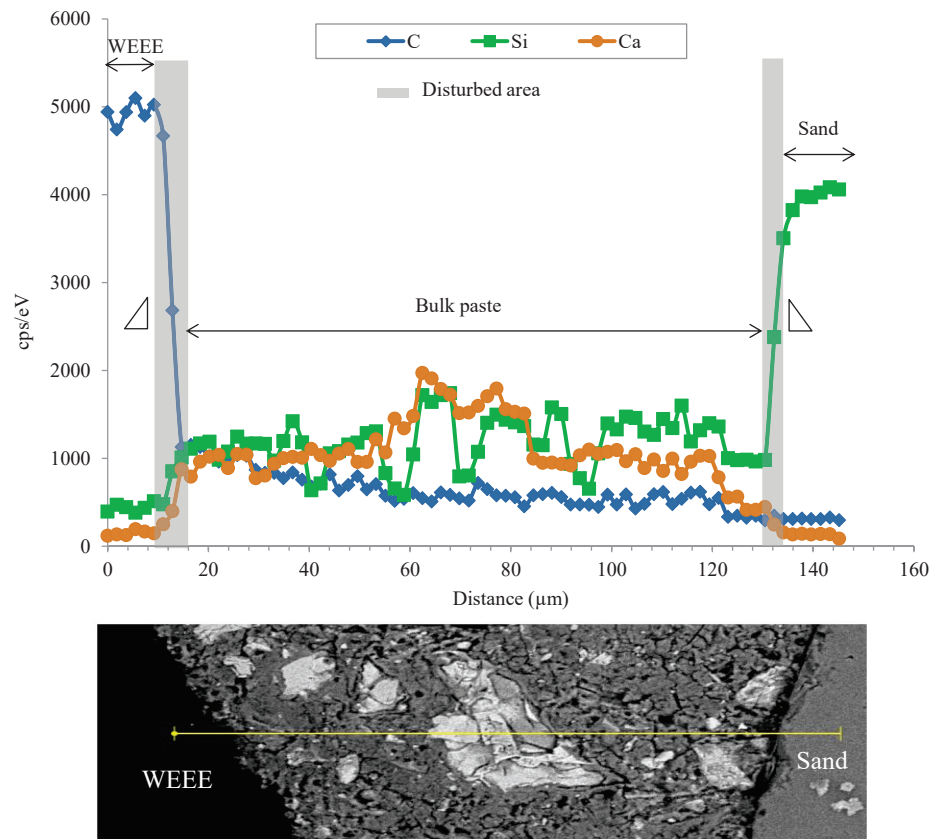 6000
WEEE
C Si Ca
Disturbed area
5000
Sand
4000
cps/eV
3000
Bulk paste
2000
1000
0
0 20 40 60 80 100 120 140 160
Distance (µm)
WEEE
Sand